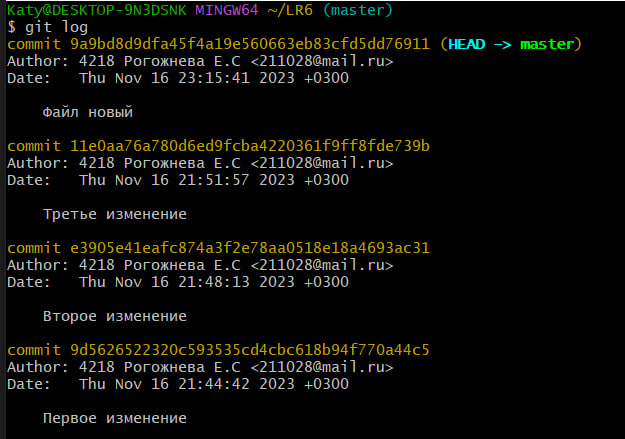 Katy@DESKTOP-9N3DSNK MINGW64 ~/LR6 (master)
$ git log
commit 9a9bd8d9dfa45f4a19e560663eb83cfd5dd76911 (HEAD -> master)
Author: 4218 Рогожнева Е.С <211028@mail.ru>
Date:   Thu Nov 16 23:15:41 2023 +0300
Файл новый
commit 11e0aa76a780d6ed9fcba4220361f9ff8fde739b
Author: 4218 Рогожнева Е.С <211028@mail.ru>
Date:   Thu Nov 16 21:51:57 2023 +0300
Третье изменение
commit e3905e41eafc874a3f2e78aa0518e18a4693ac31
Author: 4218 Рогожнева Е.С <211028@mail.ru>
Date:   Thu Nov 16 21:48:13 2023 +0300
Второе изменение
commit 9d5626522320c593535cd4cbc618b94f770a44c5
Author: 4218 Рогожнева Е.С <211028@mail.ru>
Date:   Thu Nov 16 21:44:42 2023 +0300
Первое изменение